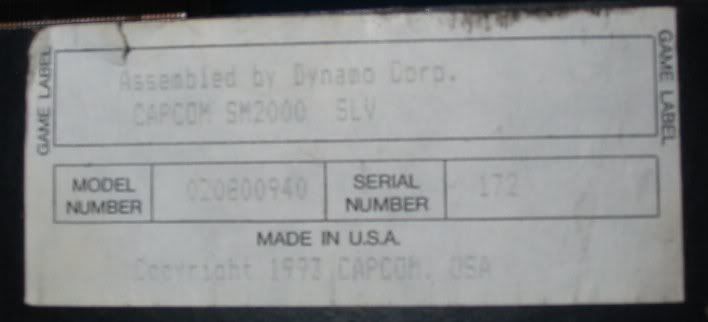 GAME LABEL
Assembled by Dynamo Corp.
CAPCOM SM2000 SLV
GAME LABEL
MODEL NUMBER
020800940
SERIAL NUMBER
172
MADE IN U.S.A.
Copyright 1993 CAPCOM, USA